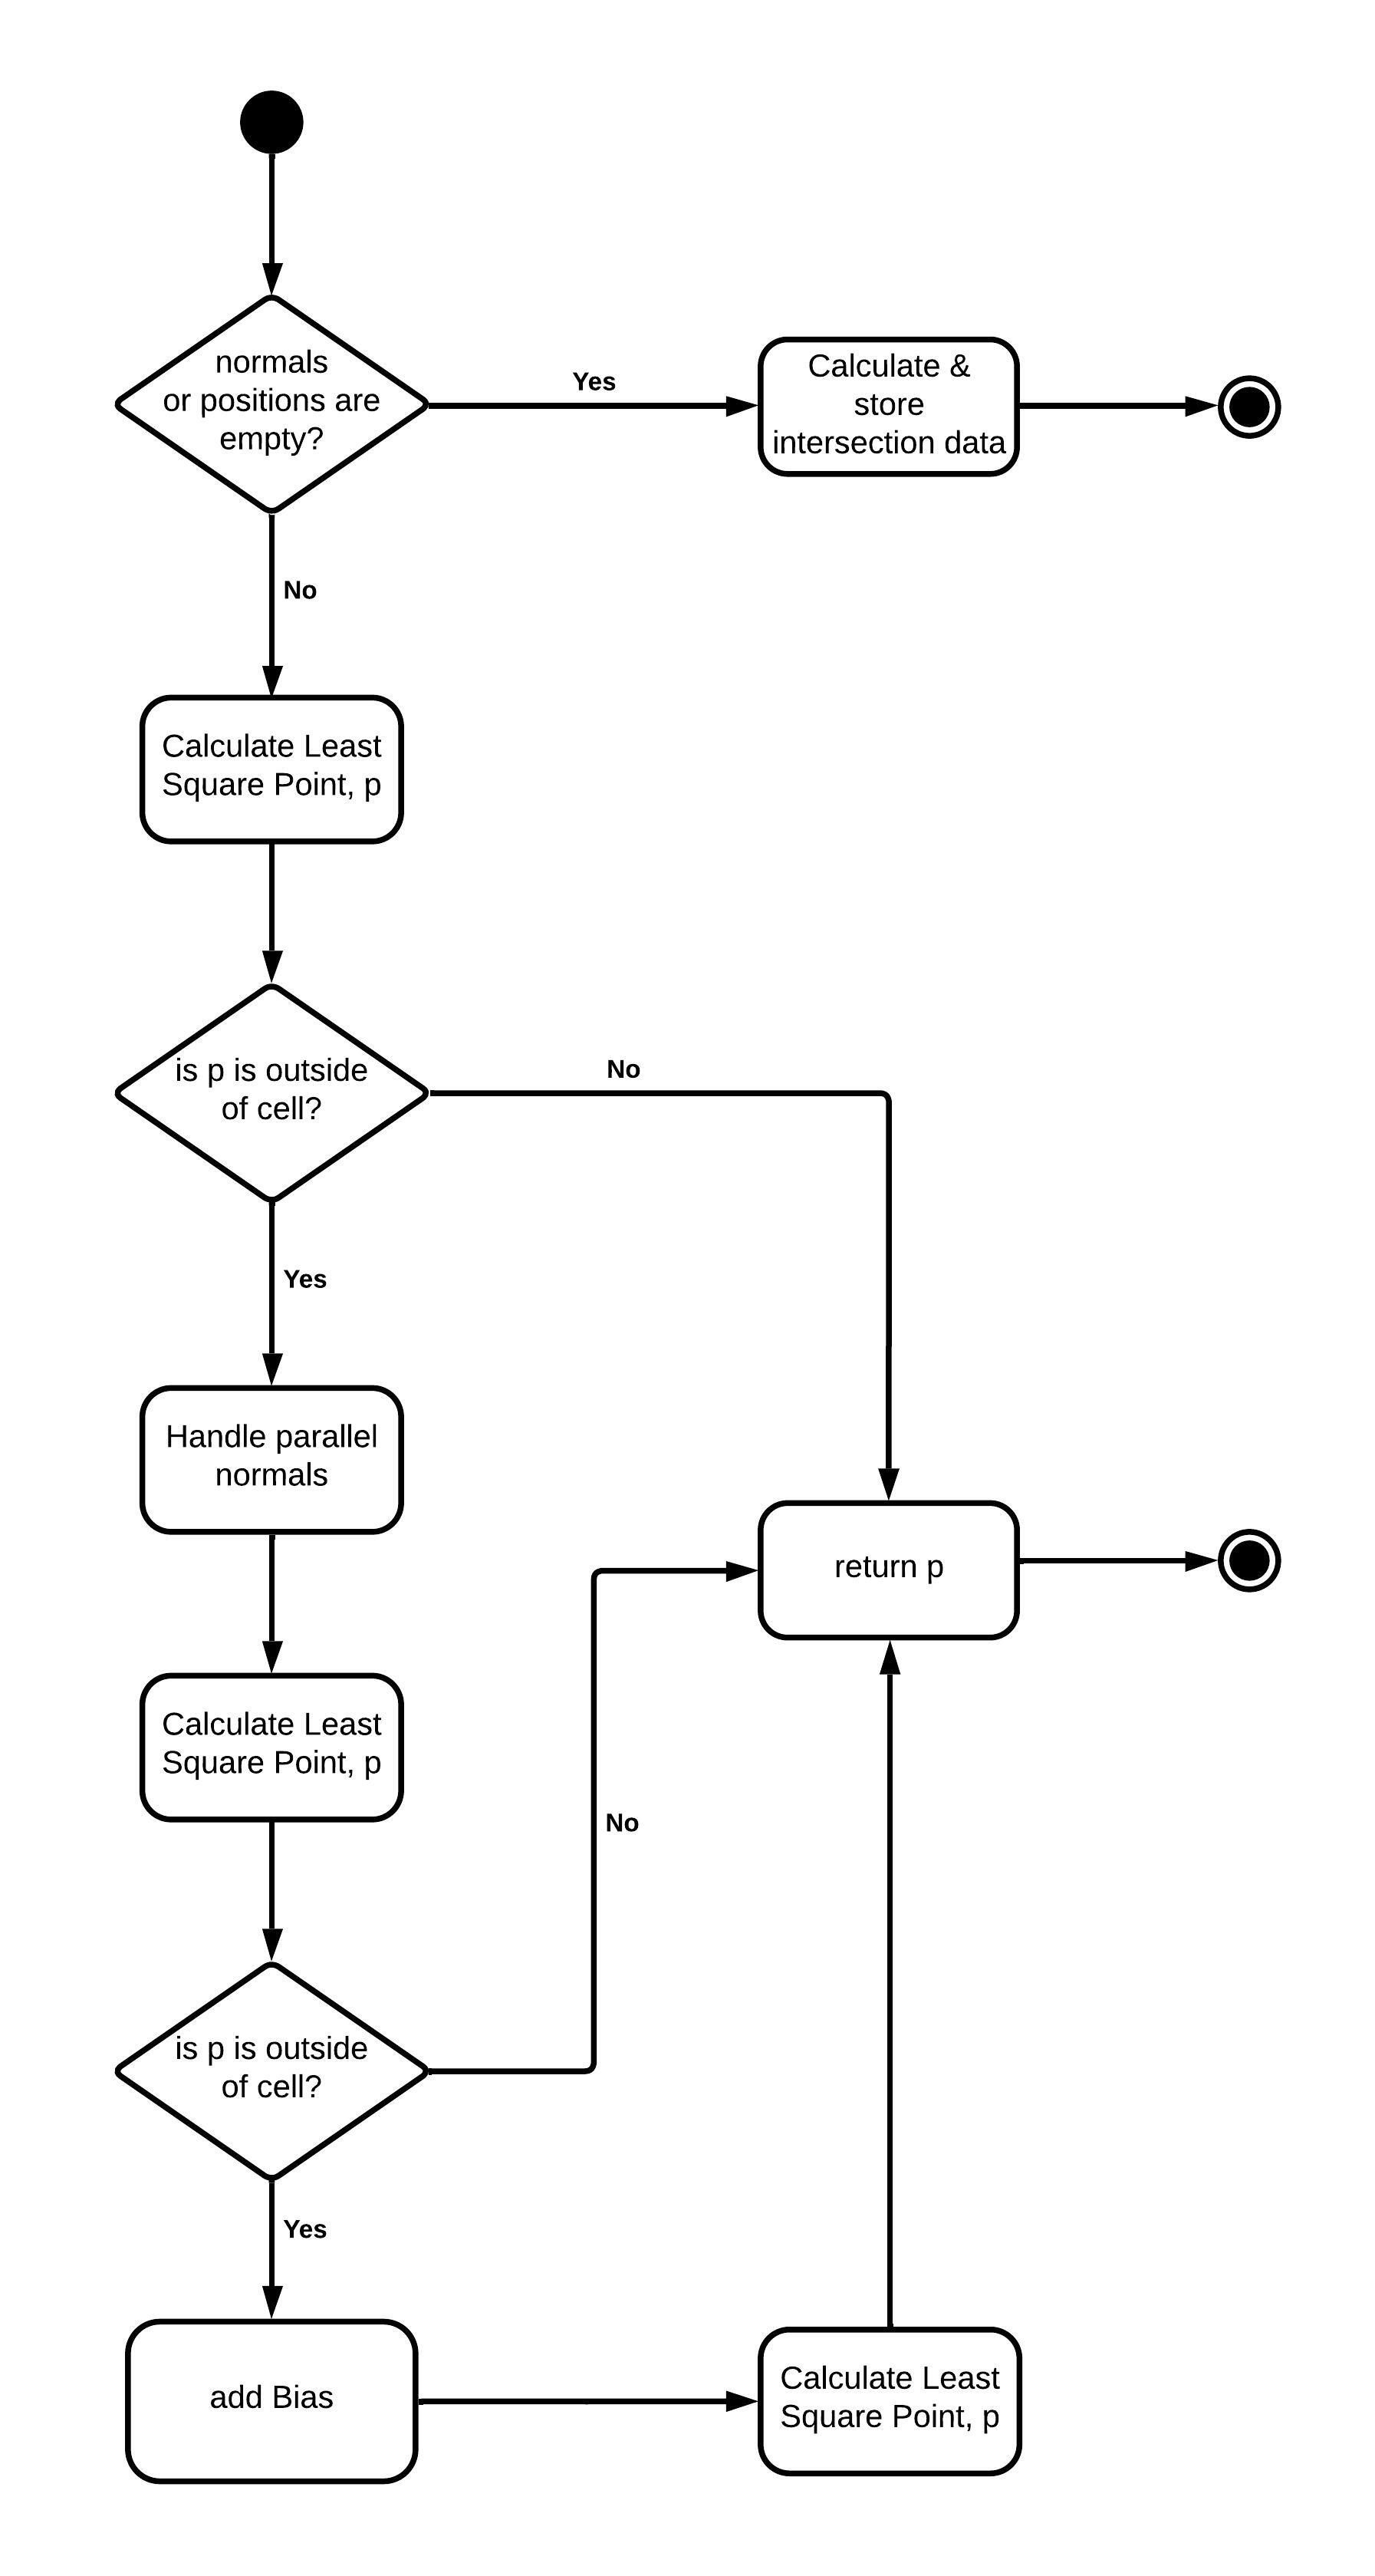 normals
or positions are
empty?
Yes
Calculate &
store
intersection data
No
Calculate Least
Square Point, p
is p is outside
of cell?
No
Yes
Handle parallel
normals
return p
Calculate Least
Square Point, p
No
is p is outside
of cell?
Yes
add Bias
Calculate Least
Square Point, p